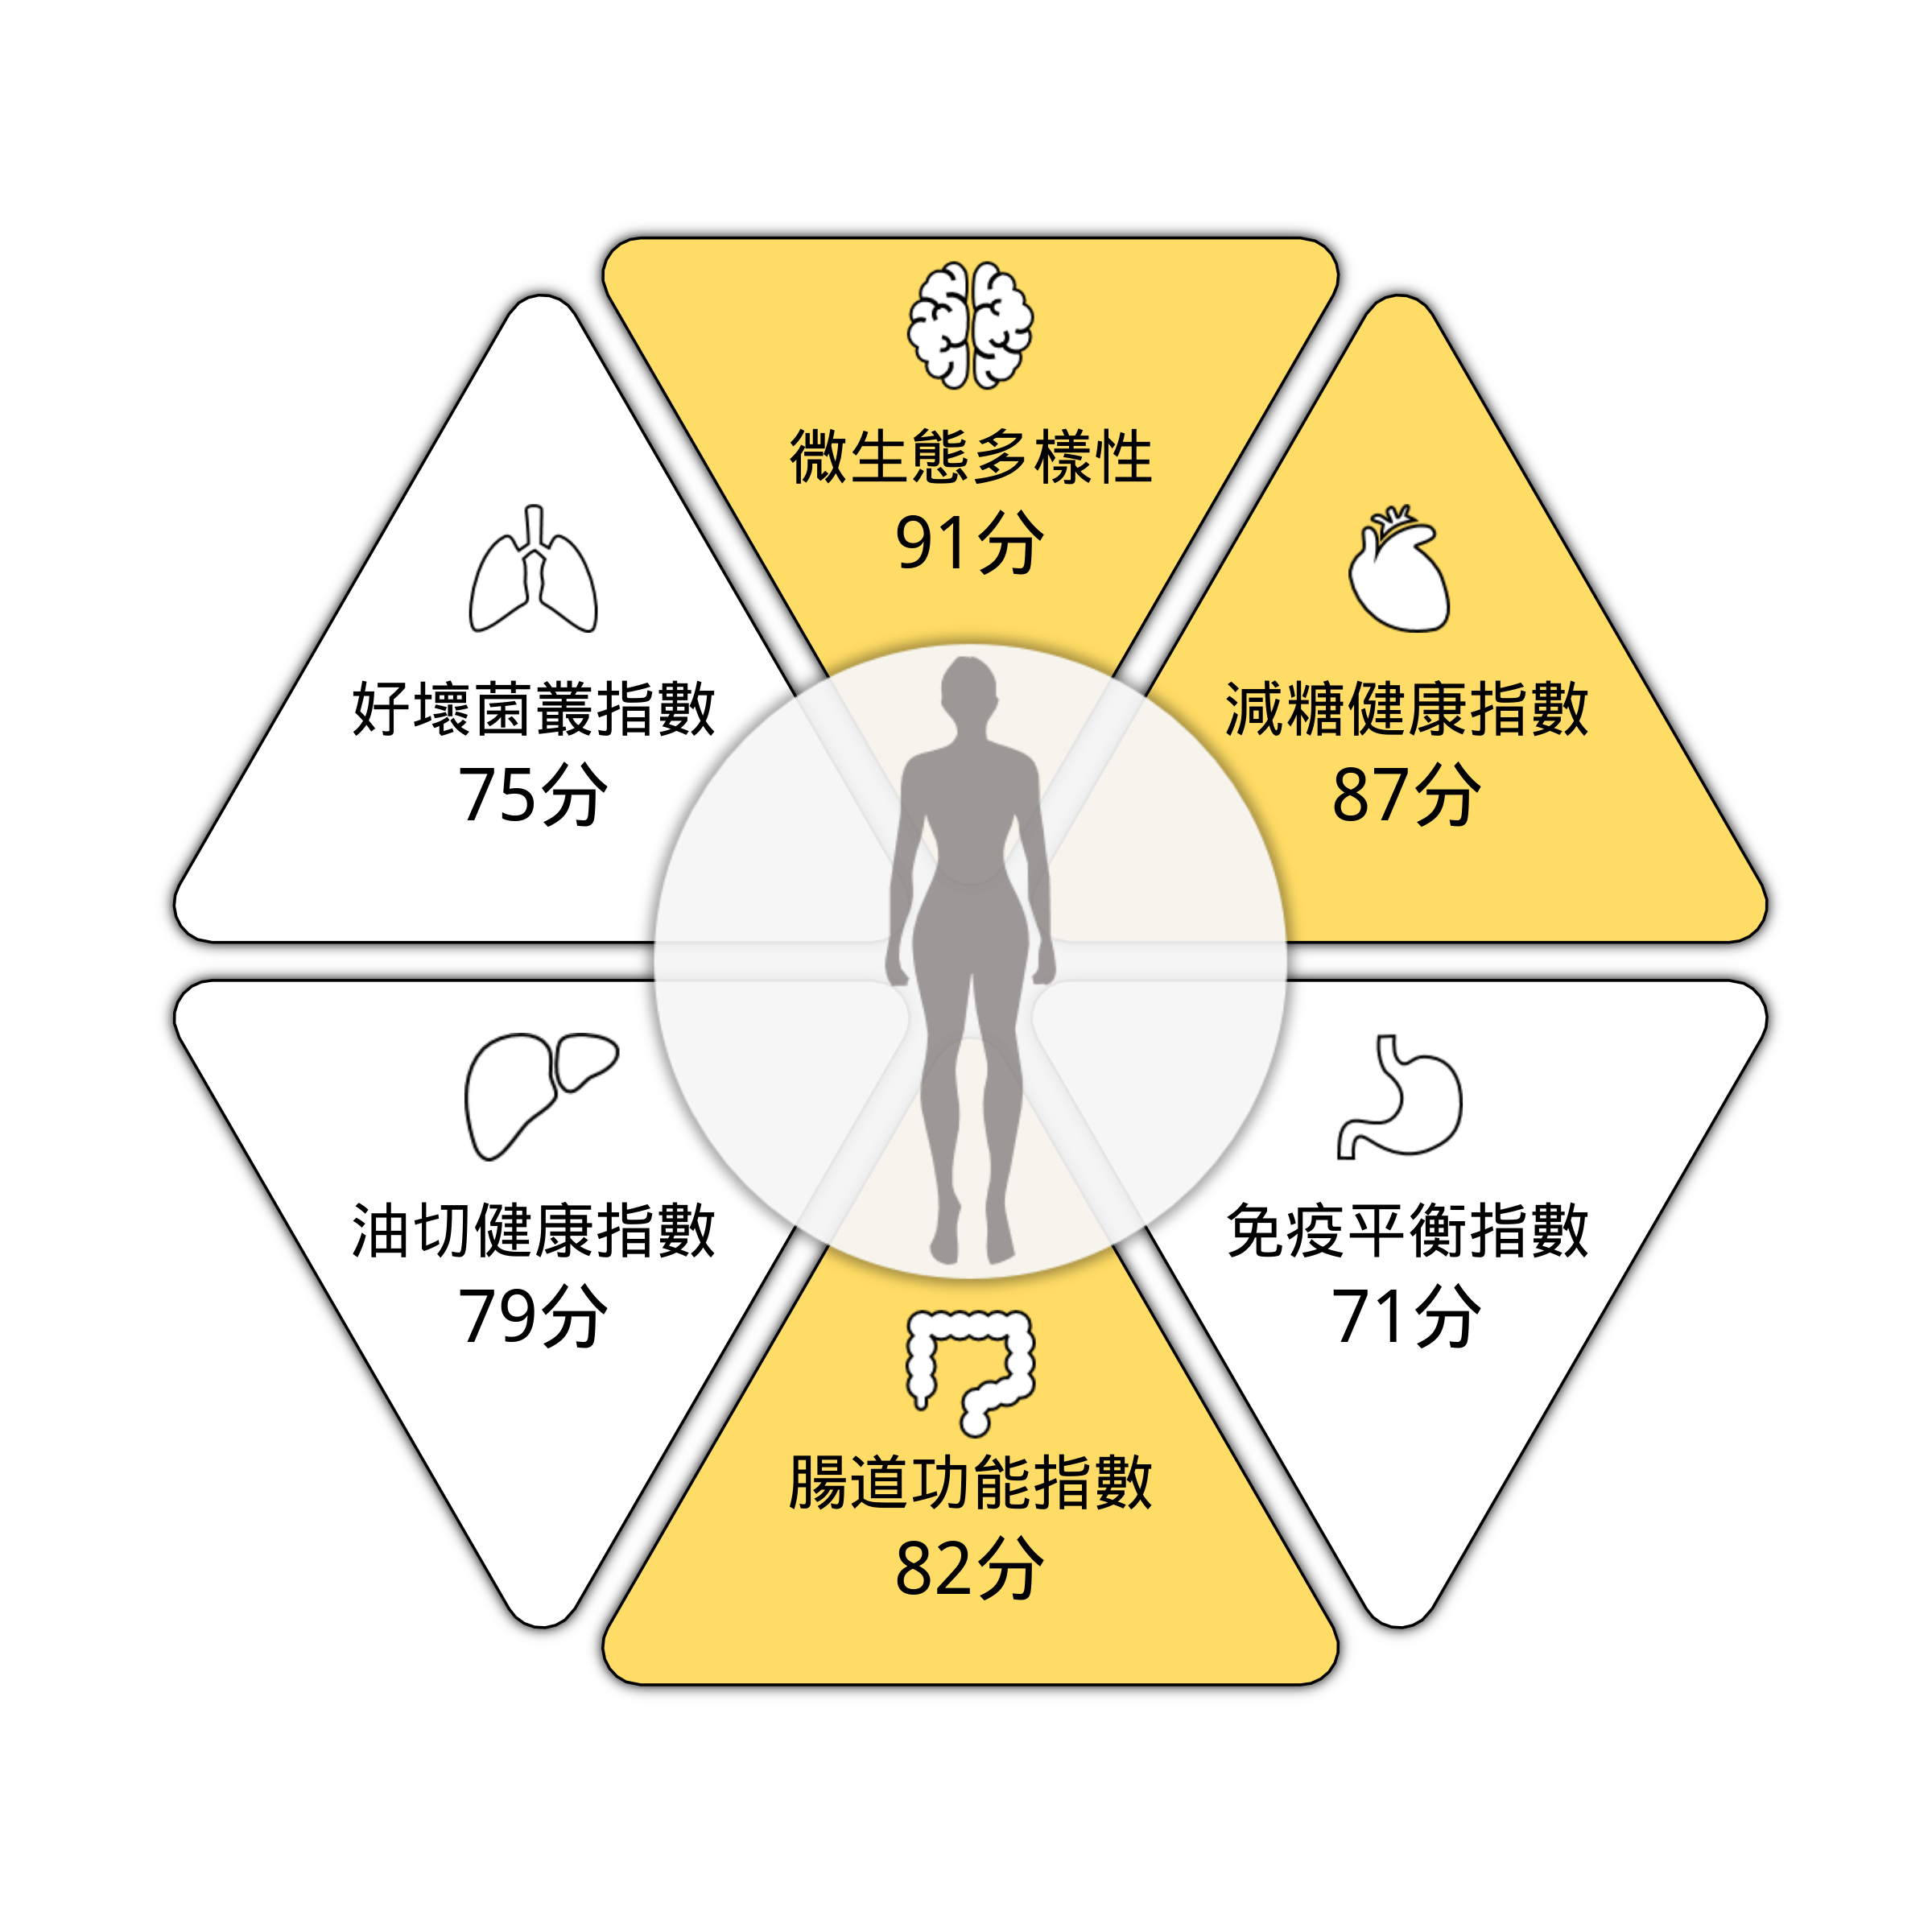 微生態多樣性
91分
好壞菌叢指數
75分
減糖健康指數
87分
油切健康指數
79分
免疫平衡指數
71分
腸道功能指數
82分